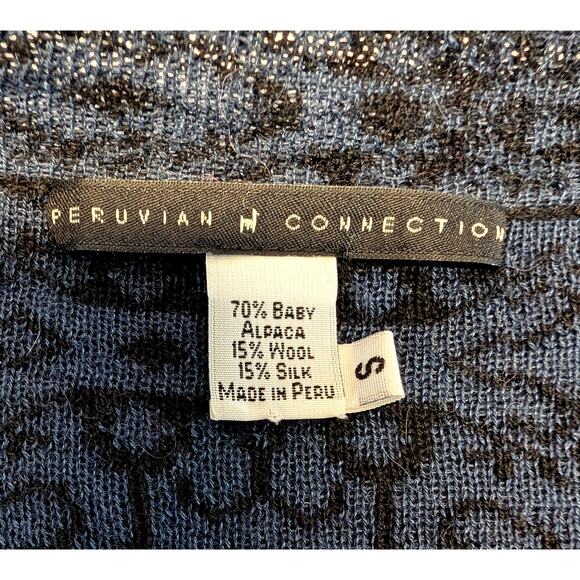 PERUVIAN CONNECTION
70% BABY
ALPACA
15% WOOL
15% SILK
MADE IN PERU
S